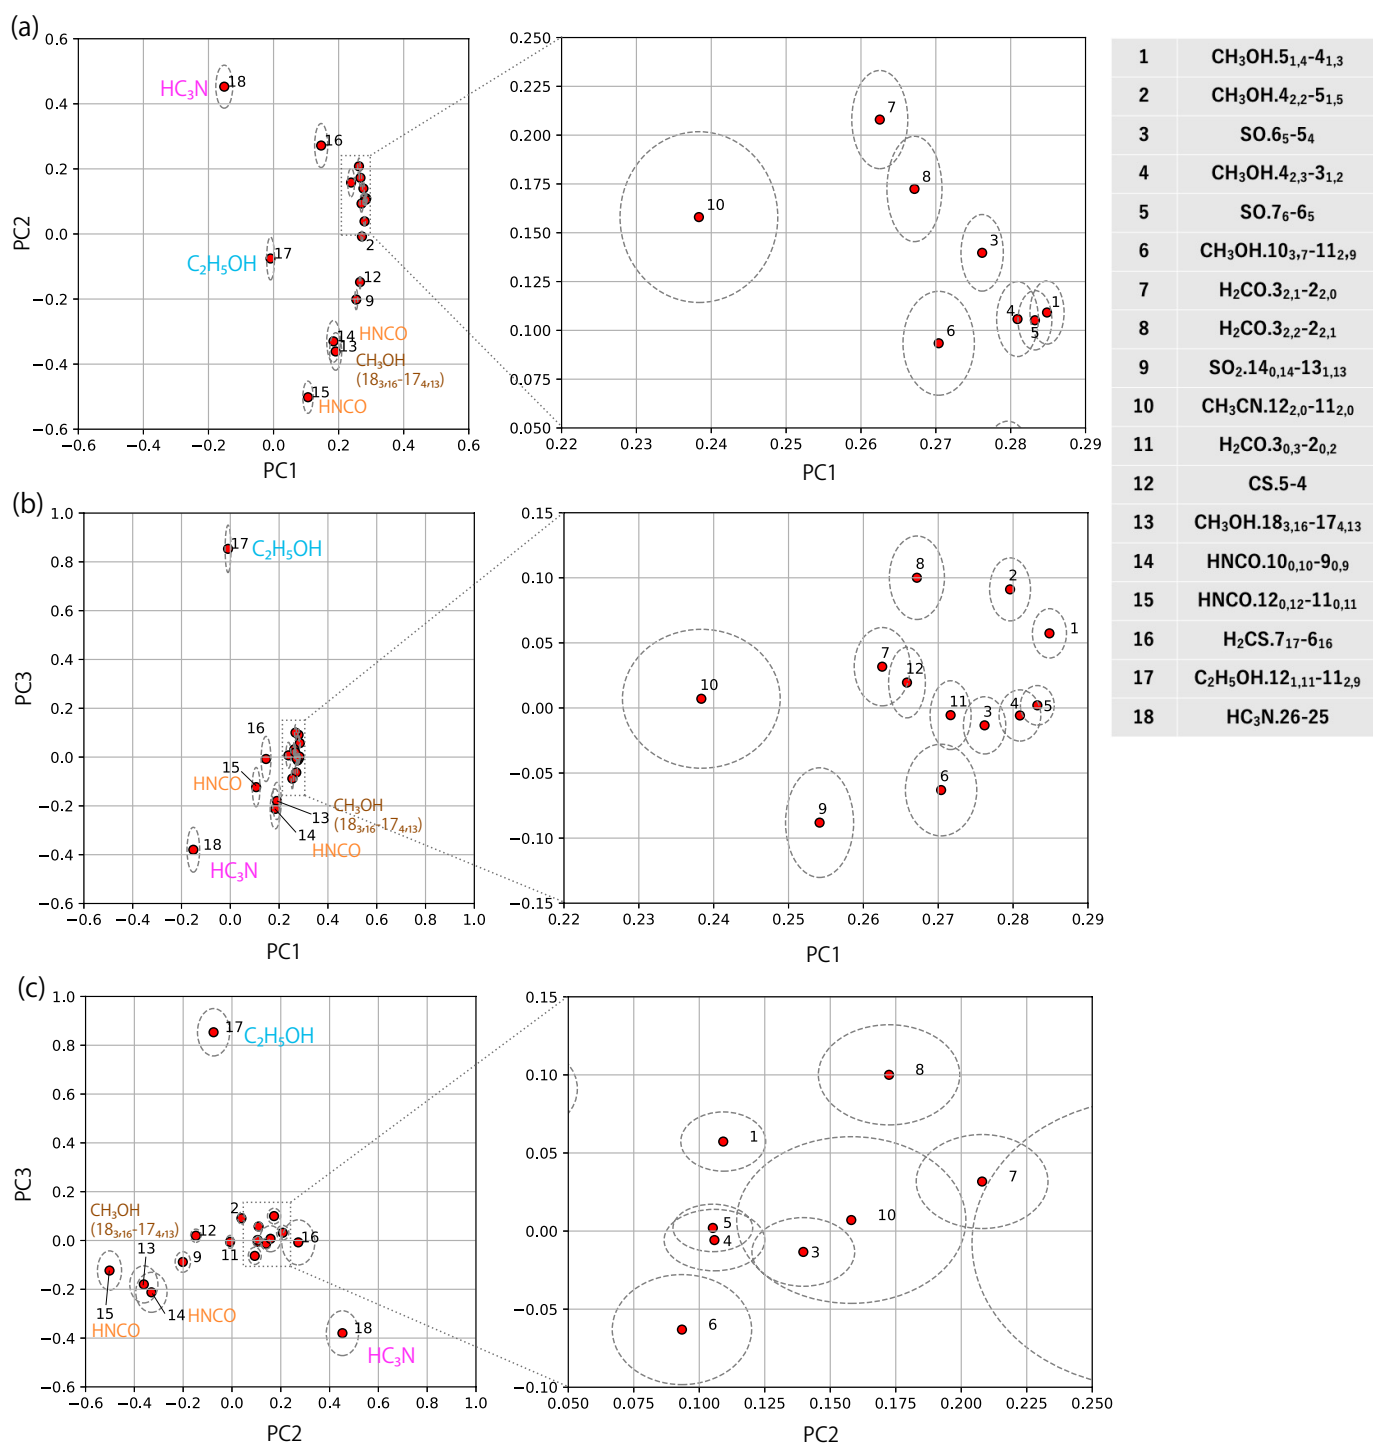 (a)
0.6
0.4
0.2
0.0
−0.2
−0.4
−0.6
PC2
−0.6 −0.4 −0.2 0.0 0.2 0.4 0.6
PC1
HC₃N
18
16
C₂H₅OH
17
2
12
9
HNCO
14
13
CH₃OH
(18₃,₁₆-17₄,₁₃)
15
HNCO
0.250
0.225
0.200
0.175
0.150
0.125
0.100
0.075
0.050
0.22 0.23 0.24 0.25 0.26 0.27 0.28 0.29
PC1
7
8
10
3
1
4
5
6
1 CH₃OH.5₁,₄-4₁,₃
2 CH₃OH.4₂,₂-5₁,₅
3 SO.6₅-5₄
4 CH₃OH.4₂,₃-3₁,₂
5 SO.7₆-6₅
6 CH₃OH.10₃,₇-11₂,₉
7 H₂CO.3₂,₁-2₂,₀
8 H₂CO.3₂,₂-2₂,₁
9 SO₂.14₀,₁₄-13₁,₁₃
10 CH₃CN.12₂,₀-11₂,₀
11 H₂CO.3₀,₃-2₀,₂
12 CS.5-4
13 CH₃OH.18₃,₁₆-17₄,₁₃
14 HNCO.10₀,₁₀-9₀,₉
15 HNCO.12₀,₁₂-11₀,₁₁
16 H₂CS.7₁₇-6₁₆
17 C₂H₅OH.12₁,₁₁-11₂,₉
18 HC₃N.26-25
(b)
1.0
0.8
0.6
0.4
0.2
0.0
−0.2
−0.4
−0.6
PC3
−0.6 −0.4 −0.2 0.0 0.2 0.4 0.6 0.8 1.0
PC1
17
C₂H₅OH
16
15
HNCO
13
CH₃OH
(18₃,₁₆-17₄,₁₃)
14
HNCO
18
HC₃N
0.15
0.10
0.05
0.00
−0.05
−0.10
−0.15
0.22 0.23 0.24 0.25 0.26 0.27 0.28 0.29
PC1
8
2
1
7
12
10
11
3
4
5
6
9
(c)
1.0
0.8
0.6
0.4
0.2
0.0
−0.2
−0.4
−0.6
PC3
−0.6 −0.4 −0.2 0.0 0.2 0.4 0.6 0.8 1.0
PC2
17
C₂H₅OH
CH₃OH
(18₃,₁₆-17₄,₁₃)
2
12
16
11
13
9
15
HNCO
14
HNCO
18
HC₃N
0.15
0.10
0.05
0.00
−0.05
−0.10
0.050 0.075 0.100 0.125 0.150 0.175 0.200 0.225 0.250
PC2
8
1
7
5
4
10
3
6